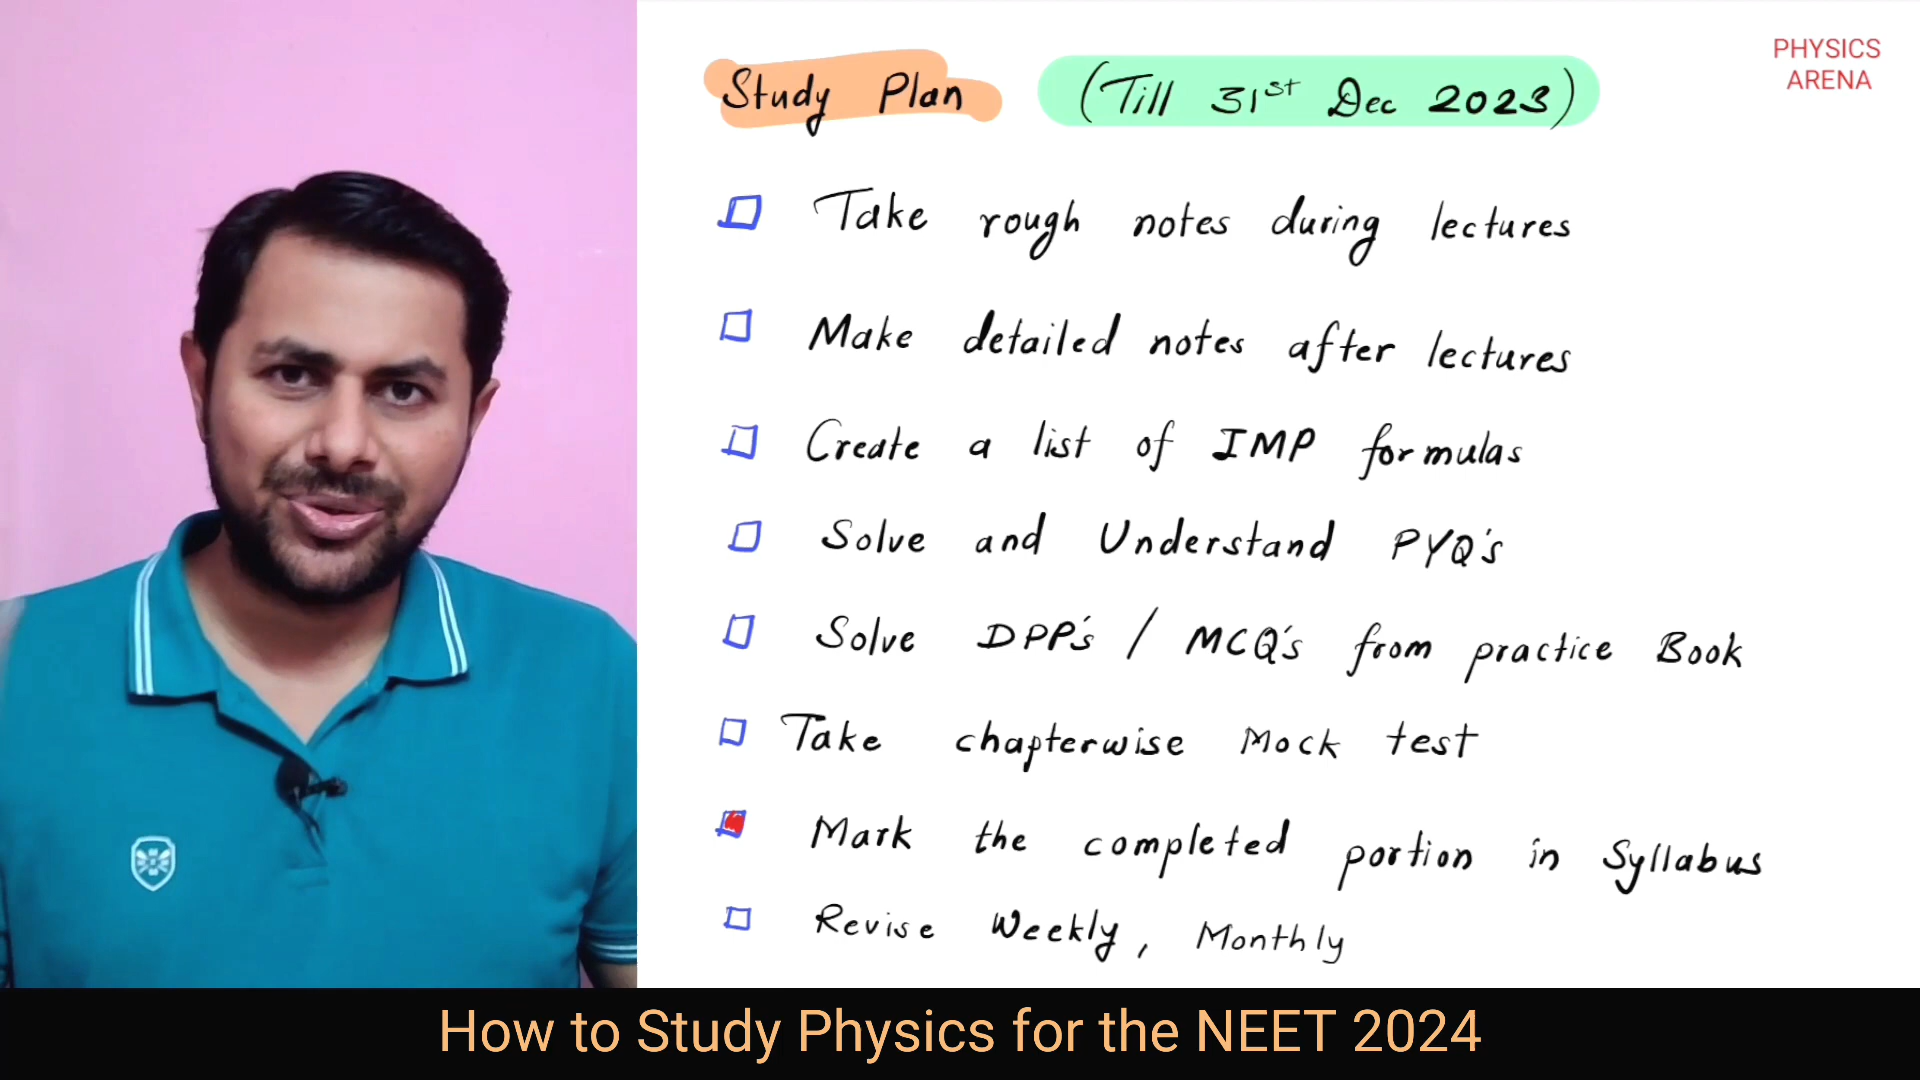 Study Plan (Till 31st Dec 2023)
PHYSICS
ARENA
Take rough notes during lectures
Make detailed notes after lectures
Create a list of IMP formulas
Solve and Understand PYQ's
Solve DPP's / MCQ's from practice Book
Take chapterwise Mock test
Mark the completed portion in Syllabus
Revise Weekly, Monthly
How to Study Physics for the NEET 2024